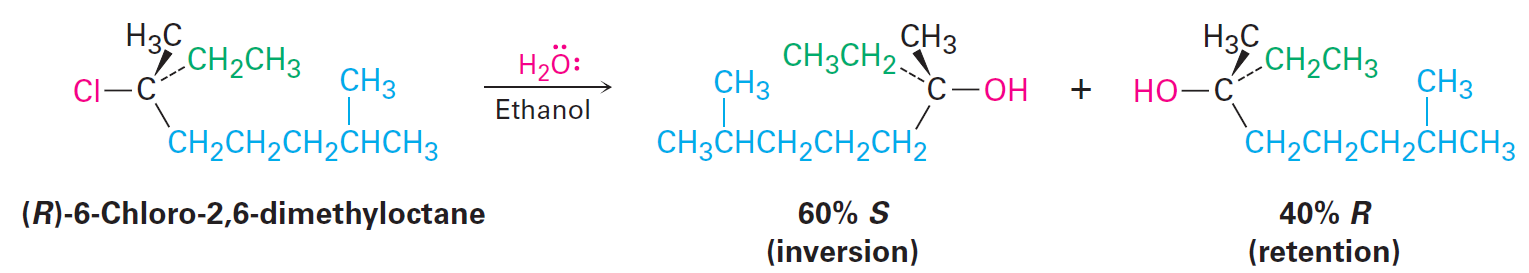 H₃C
CH₂CH₃
Cl—C
CH₃
CH₂CH₂CH₂CHCH₃
(R)-6-Chloro-2,6-dimethyloctane
H₂Ö:
Ethanol
CH₃
CH₃CH₂
CH₃
C—OH
CH₃CHCH₂CH₂CH₂
60% S
(inversion)
+
H₃C
CH₂CH₃
HO—C
CH₃
CH₂CH₂CH₂CHCH₃
40% R
(retention)